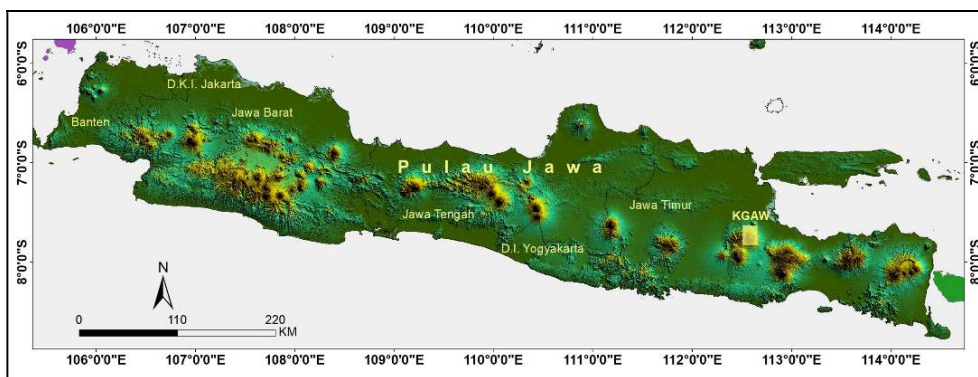 106°0'0"E 107°0'0"E 108°0'0"E 109°0'0"E 110°0'0"E 111°0'0"E 112°0'0"E 113°0'0"E 114°0'0"E
6°0'0"S 6°0'0"S
D.K.I. Jakarta
Banten Jawa Barat
7°0'0"S Pulau Jawa 7°0'0"S
Jawa Tengah Jawa Timur
KGAW
D.I. Yogyakarta
8°0'0"S 8°0'0"S
N
0 110 220
KM
106°0'0"E 107°0'0"E 108°0'0"E 109°0'0"E 110°0'0"E 111°0'0"E 112°0'0"E 113°0'0"E 114°0'0"E